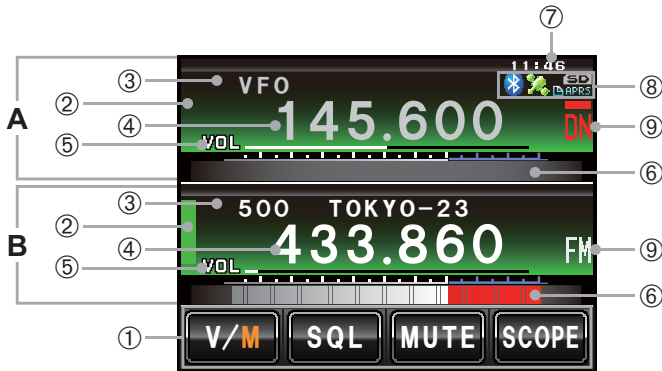 ⑦
11:46
③ VFO SD ⑧
② APRS
A ④ 145.600 DN ⑨
⑤ VOL
⑥
③ 500 TOKYO-23
②
B ④ 433.860 FM ⑨
⑤ VOL
⑥
① V/M SQL MUTE SCOPE